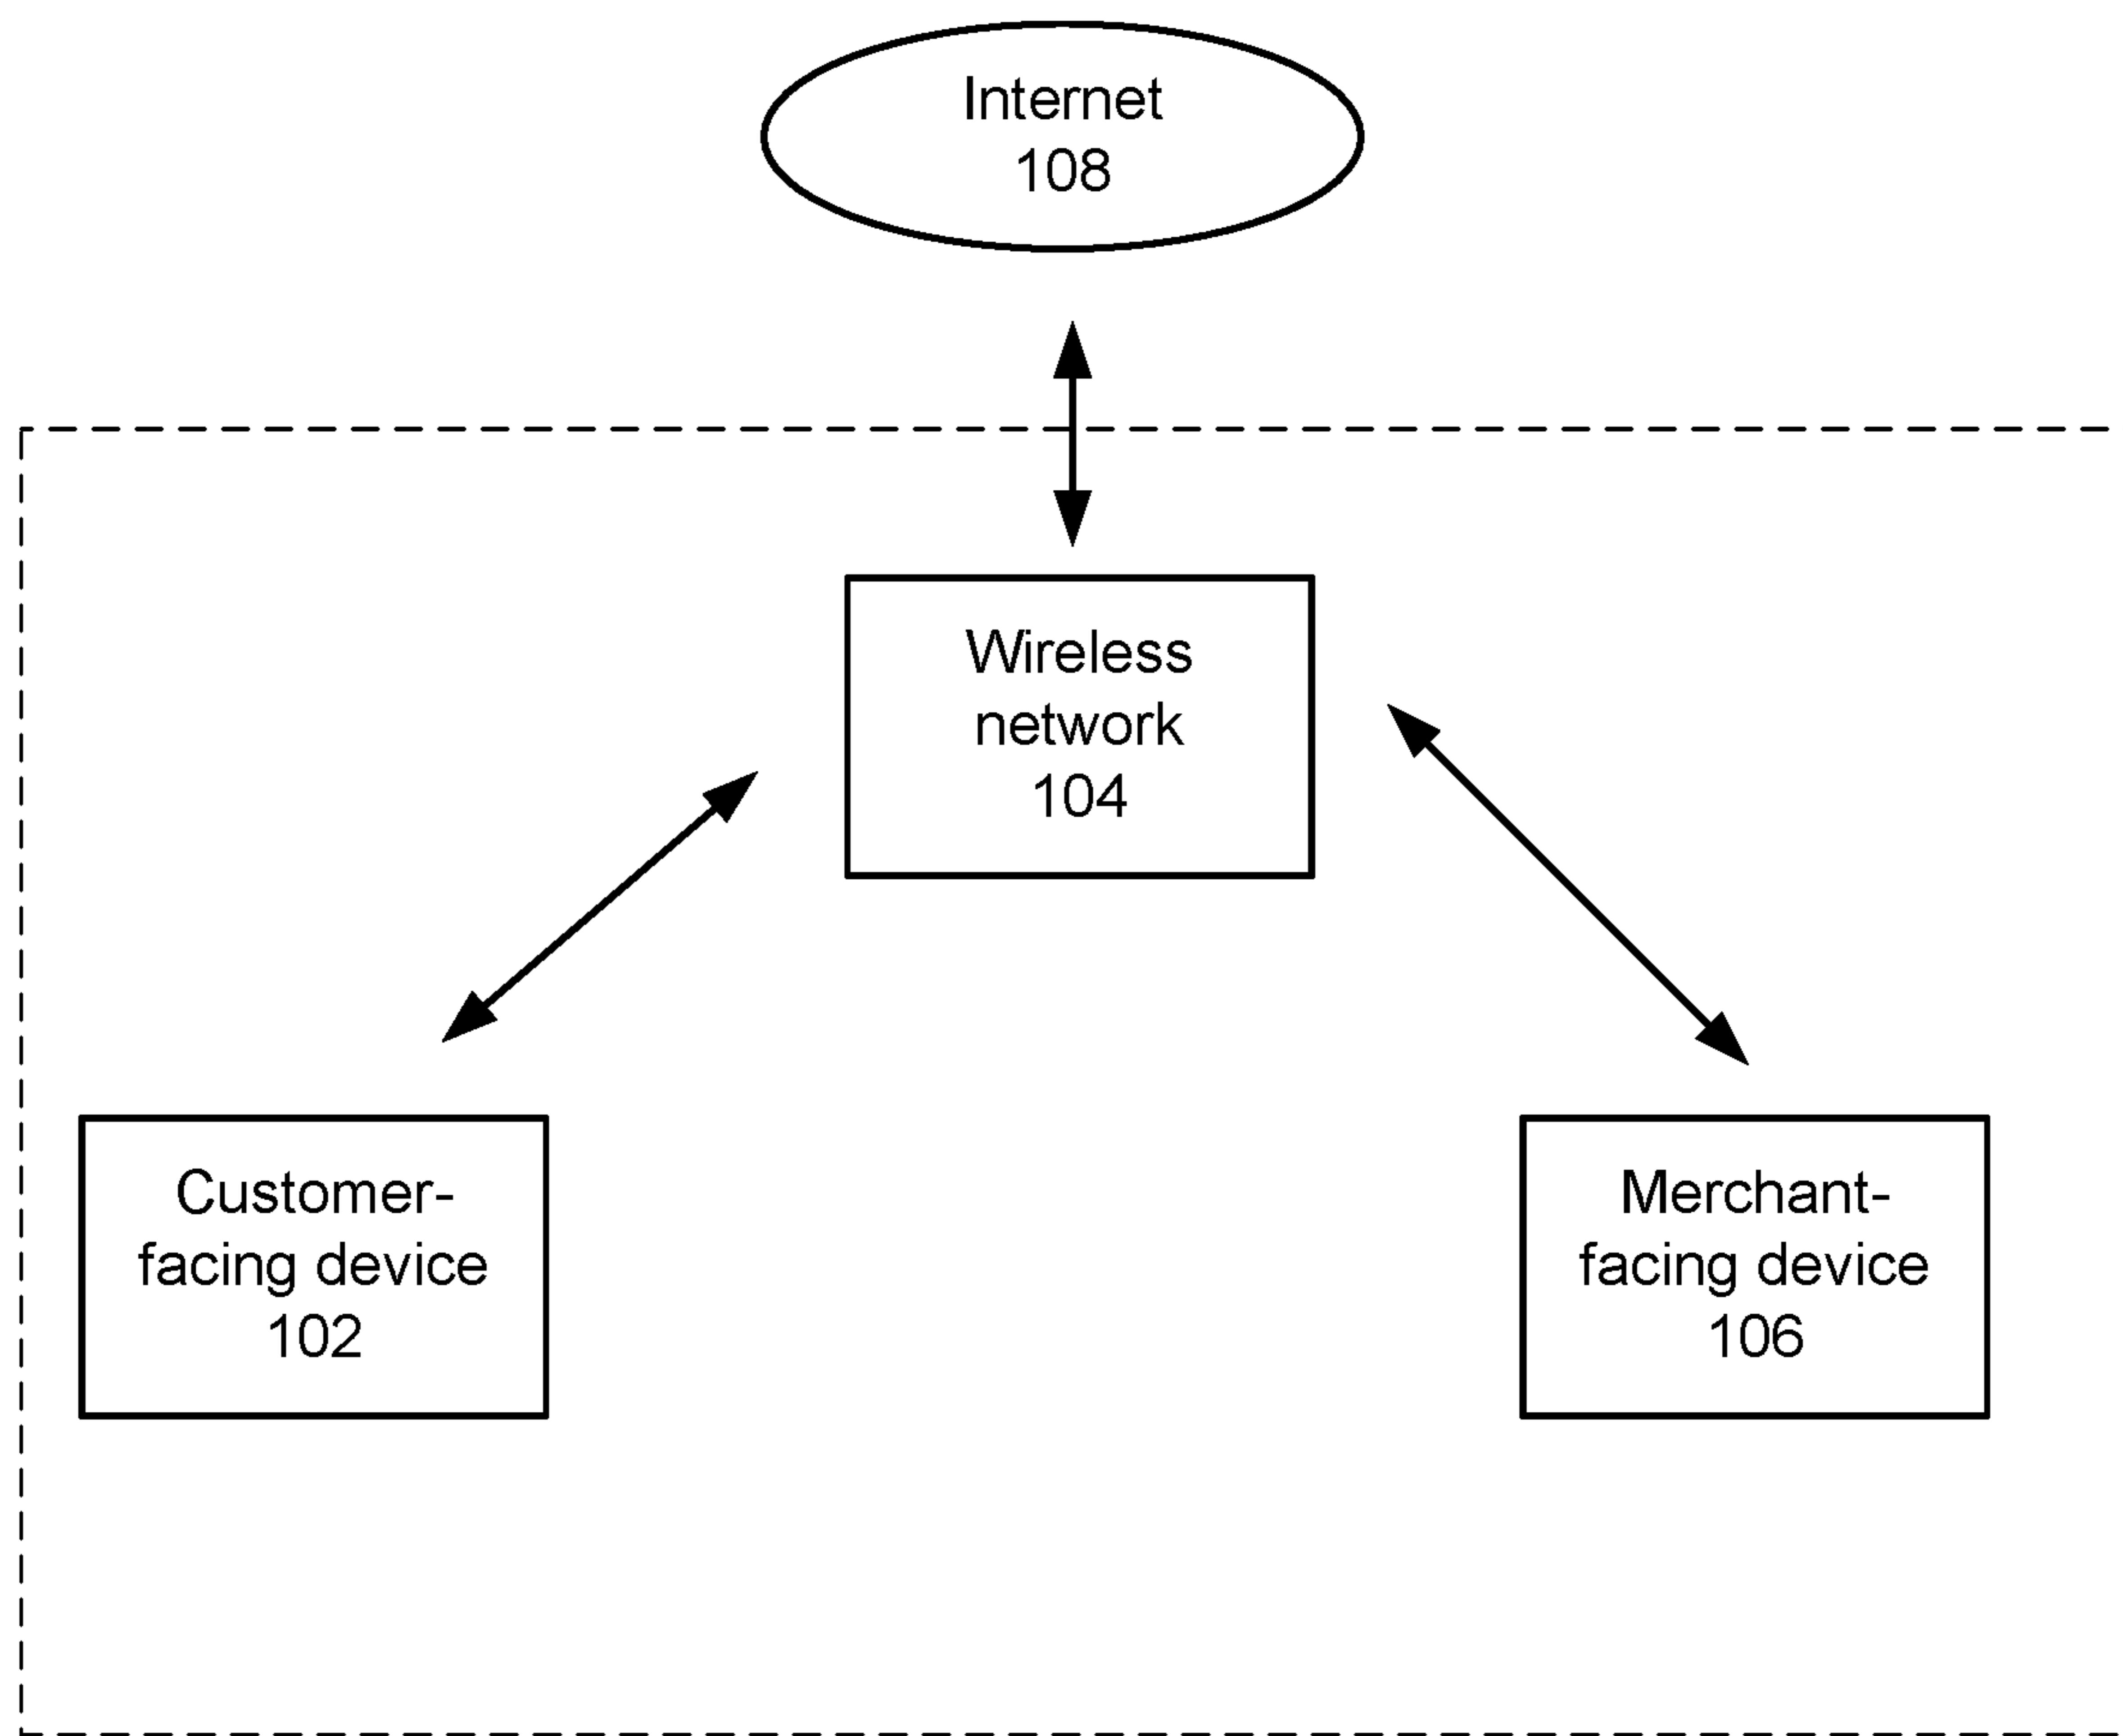 Internet
108
Wireless
network
104
Customer-
facing device
102
Merchant-
facing device
106